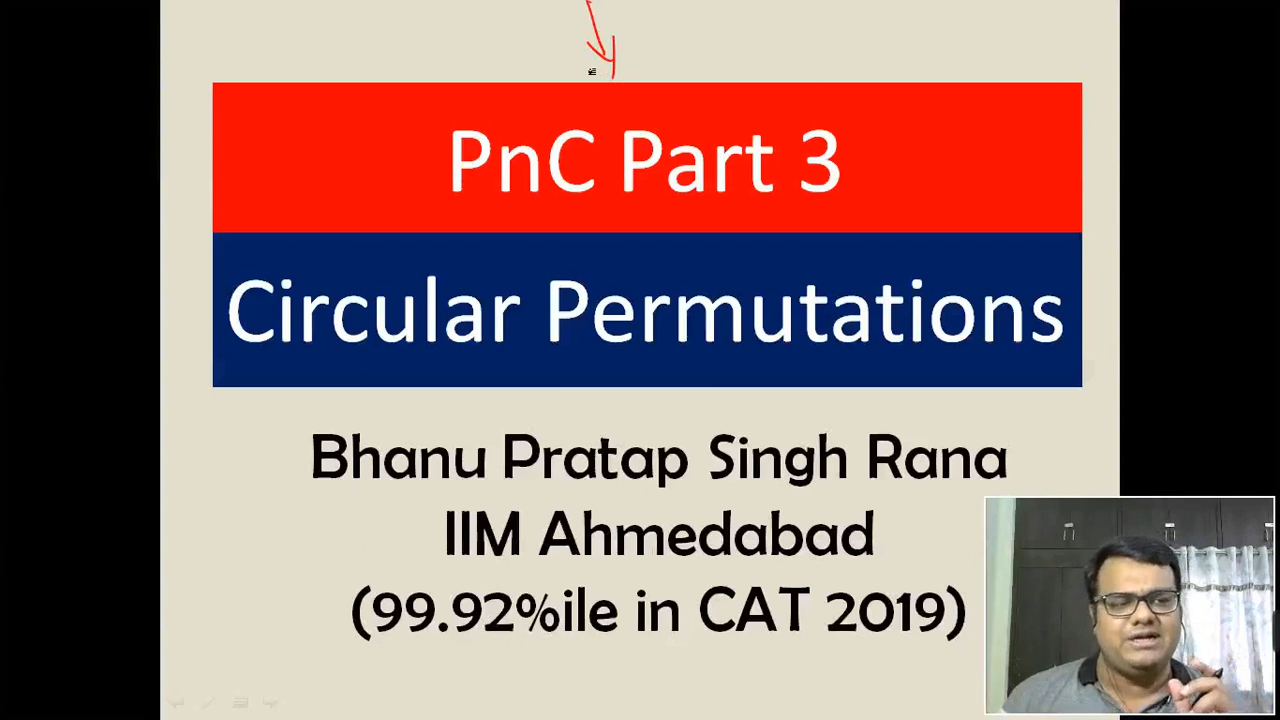 PnC Part 3
Circular Permutations
Bhanu Pratap Singh Rana
IIM Ahmedabad
(99.92%ile in CAT 2019)